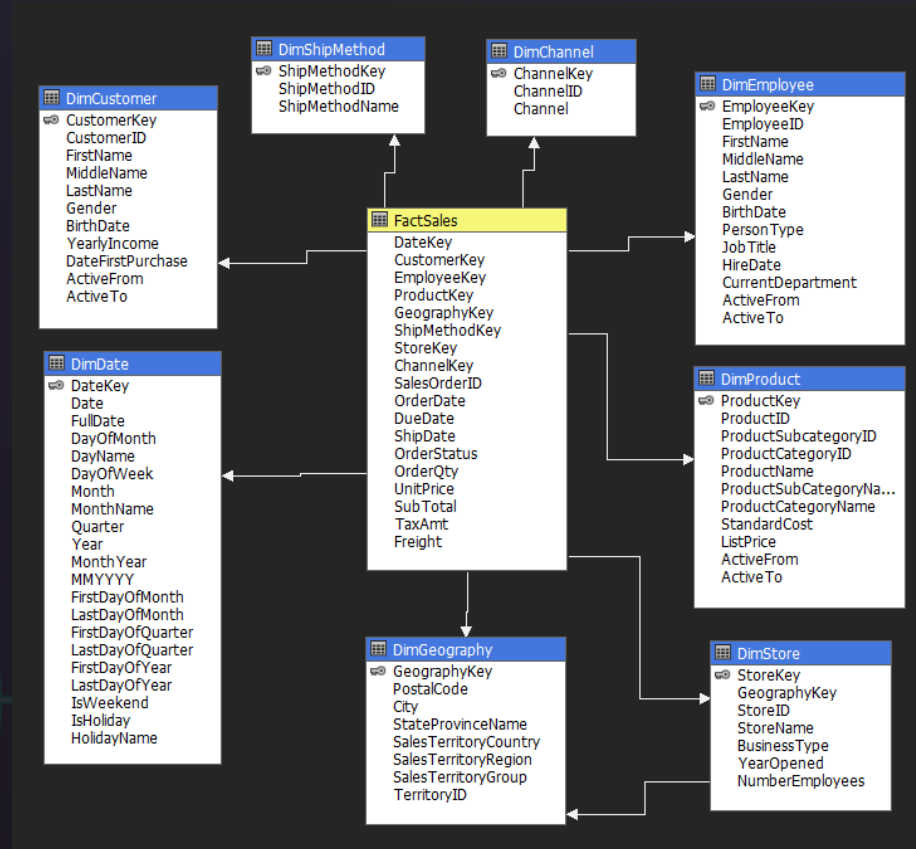 DimShipMethod
ShipMethodKey
ShipMethodID
ShipMethodName
DimChannel
ChannelKey
ChannelID
Channel
DimCustomer
CustomerKey
CustomerID
FirstName
MiddleName
LastName
Gender
BirthDate
YearlyIncome
DateFirstPurchase
ActiveFrom
ActiveTo
DimEmployee
EmployeeKey
EmployeeID
FirstName
MiddleName
LastName
Gender
BirthDate
PersonType
JobTitle
HireDate
CurrentDepartment
ActiveFrom
ActiveTo
FactSales
DateKey
CustomerKey
EmployeeKey
ProductKey
GeographyKey
ShipMethodKey
StoreKey
ChannelKey
SalesOrderID
OrderDate
DueDate
ShipDate
OrderStatus
OrderQty
UnitPrice
SubTotal
TaxAmt
Freight
DimDate
DateKey
Date
FullDate
DayOfMonth
DayName
DayOfWeek
Month
MonthName
Quarter
Year
MonthYear
MMYYYY
FirstDayOfMonth
LastDayOfMonth
FirstDayOfQuarter
LastDayOfQuarter
FirstDayOfYear
LastDayOfYear
IsWeekend
IsHoliday
HolidayName
DimProduct
ProductKey
ProductID
ProductSubcategoryID
ProductCategoryID
ProductName
ProductSubCategoryNa...
ProductCategoryName
StandardCost
ListPrice
ActiveFrom
ActiveTo
DimGeography
GeographyKey
PostalCode
City
StateProvinceName
SalesTerritoryCountry
SalesTerritoryRegion
SalesTerritoryGroup
TerritoryID
DimStore
StoreKey
GeographyKey
StoreID
StoreName
BusinessType
YearOpened
NumberEmployees